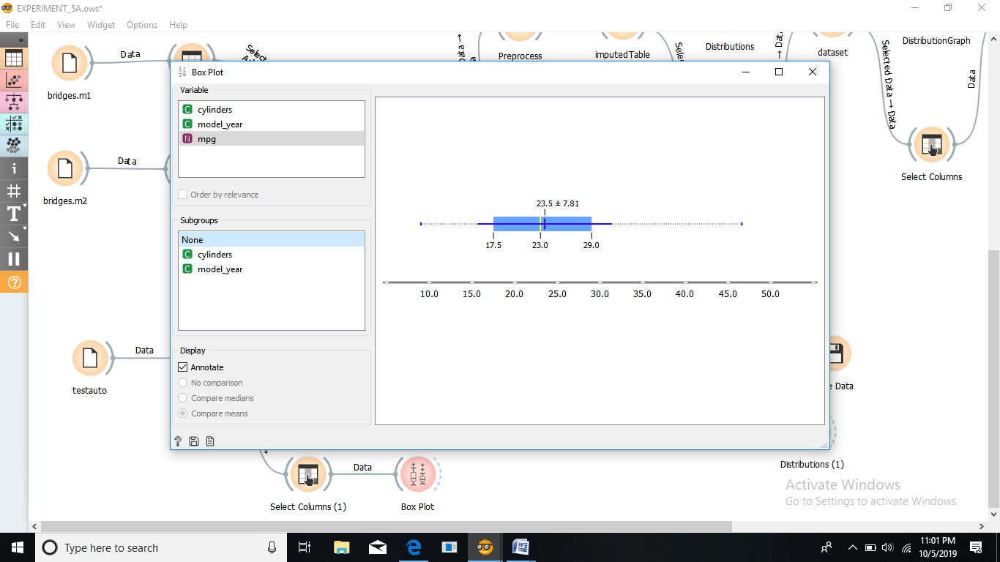 EXPERIMENT_5A.ows*
File Edit View Widget Options Help
»
Data
bridges.m1
Preprocess
imputedTable
Distributions
dataset
DistributionGraph
Selected Data → Data
Data
Select Columns
Data
bridges.m2
Box Plot
Variable
C cylinders
C model_year
N mpg
Order by relevance
Subgroups
None
C cylinders
C model_year
Display
Annotate
No comparison
Compare medians
Compare means
23.5 ± 7.81
17.5 23.0 29.0
10.0 15.0 20.0 25.0 30.0 35.0 40.0 45.0 50.0
Data
testauto
e Data
Distributions (1)
Data
Select Columns (1)
Box Plot
Activate Windows
Go to Settings to activate Windows.
Type here to search
11:01 PM
10/5/2019